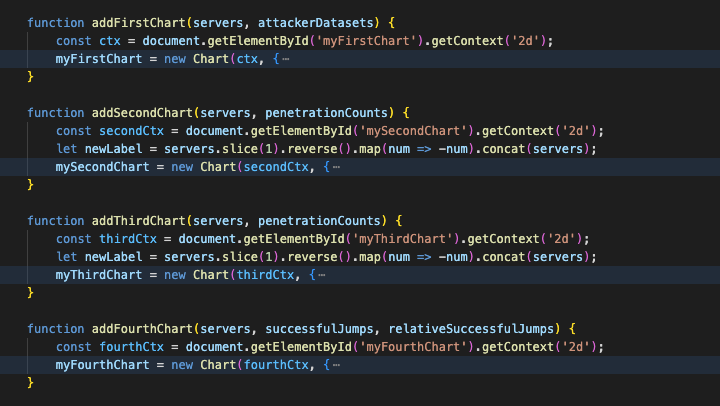 function addFirstChart(servers, attackerDatasets) {
const ctx = document.getElementById('myFirstChart').getContext('2d');
myFirstChart = new Chart(ctx, {⋯
}
function addSecondChart(servers, penetrationCounts) {
const secondCtx = document.getElementById('mySecondChart').getContext('2d');
let newLabel = servers.slice(1).reverse().map(num => -num).concat(servers);
mySecondChart = new Chart(secondCtx, {⋯
}
function addThirdChart(servers, penetrationCounts) {
const thirdCtx = document.getElementById('myThirdChart').getContext('2d');
let newLabel = servers.slice(1).reverse().map(num => -num).concat(servers);
myThirdChart = new Chart(thirdCtx, {⋯
}
function addFourthChart(servers, successfulJumps, relativeSuccessfulJumps) {
const fourthCtx = document.getElementById('myFourthChart').getContext('2d');
myFourthChart = new Chart(fourthCtx, {⋯
}